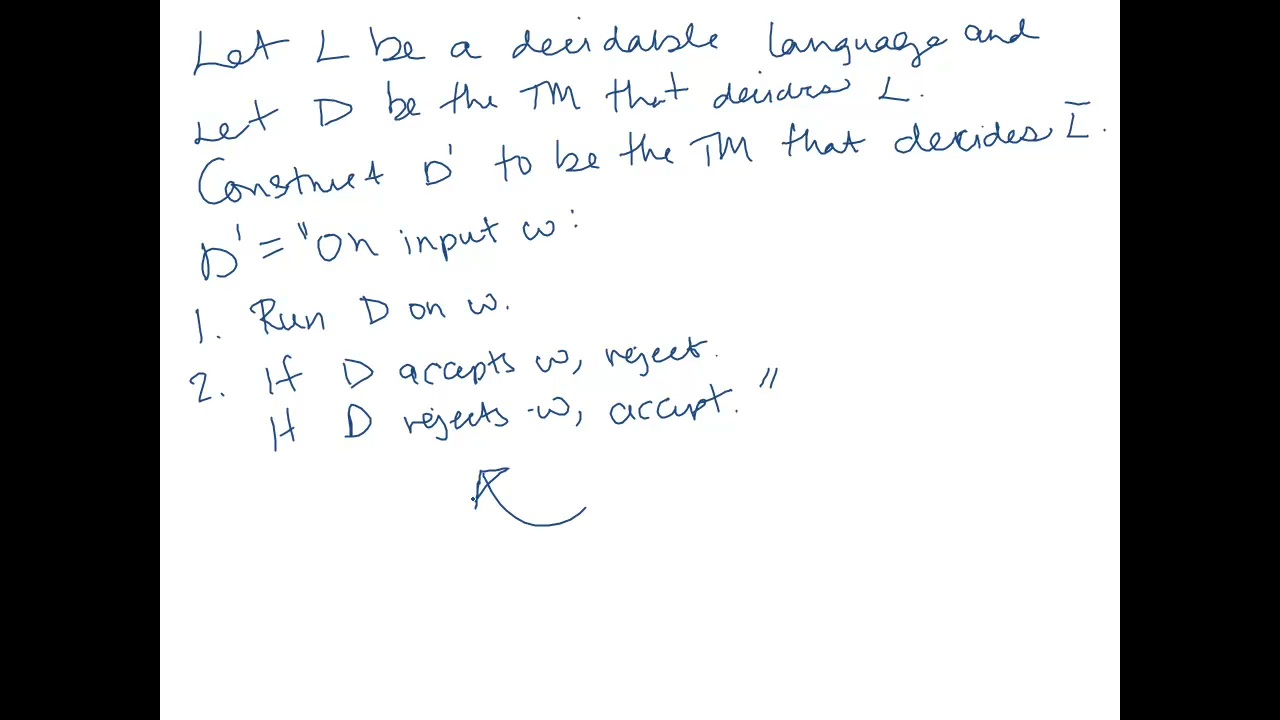 Let L be a decidable language and
Let D be the TM that decides L.
Construct D' to be the TM that decides L̅.
D' = "On input w:
1. Run D on w.
2. If D accepts w, reject.
If D rejects w, accept."